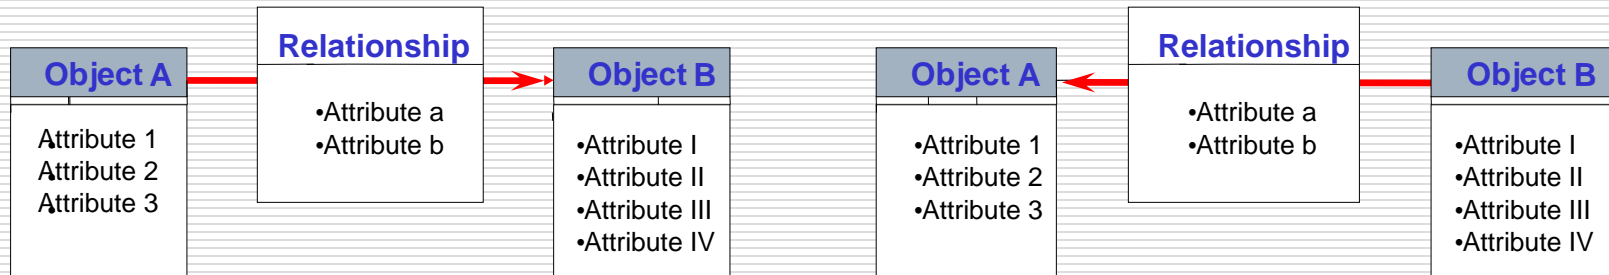 Object A
•Attribute 1
•Attribute 2
•Attribute 3
Relationship
•Attribute a
•Attribute b
Object B
•Attribute I
•Attribute II
•Attribute III
•Attribute IV
Object A
•Attribute 1
•Attribute 2
•Attribute 3
Relationship
•Attribute a
•Attribute b
Object B
•Attribute I
•Attribute II
•Attribute III
•Attribute IV